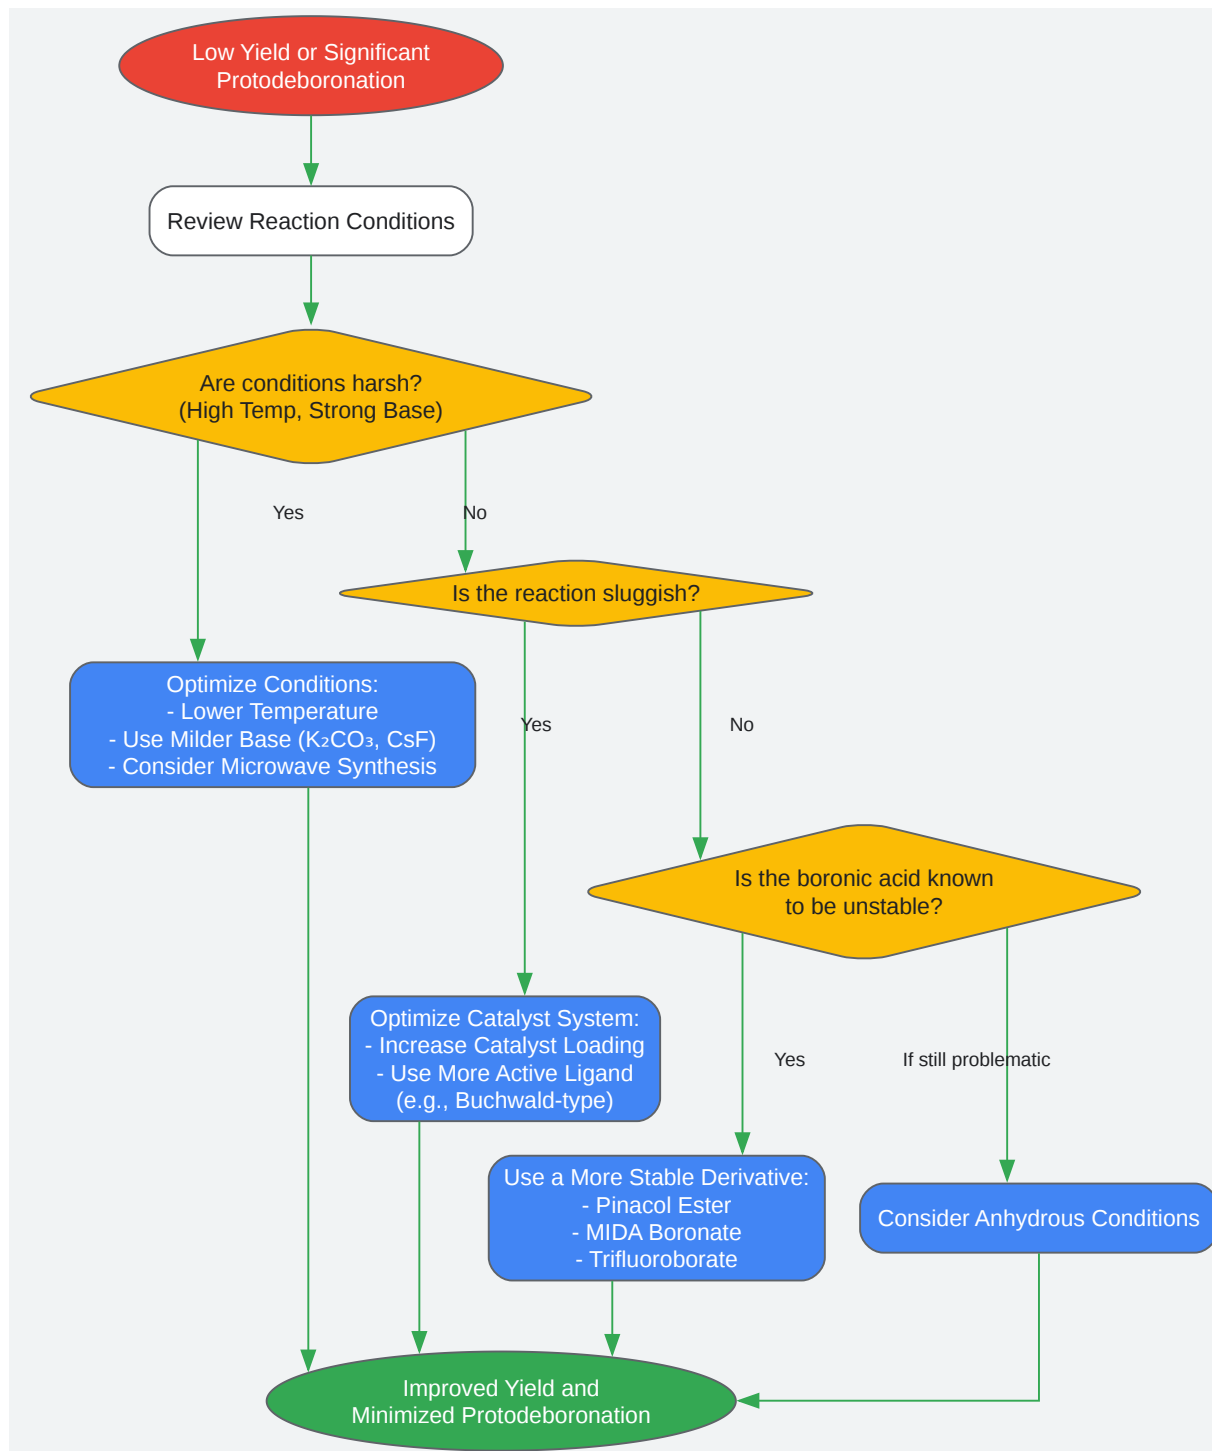 Low Yield or Significant
Protodeboronation
Review Reaction Conditions
Are conditions harsh?
(High Temp, Strong Base)
Yes
No
Is the reaction sluggish?
Optimize Conditions:
- Lower Temperature
- Use Milder Base (K₂CO₃, CsF)
- Consider Microwave Synthesis
Yes
No
Is the boronic acid known
to be unstable?
Optimize Catalyst System:
- Increase Catalyst Loading
- Use More Active Ligand
(e.g., Buchwald-type)
Yes
If still problematic
Use a More Stable Derivative:
- Pinacol Ester
- MIDA Boronate
- Trifluoroborate
Consider Anhydrous Conditions
Improved Yield and
Minimized Protodeboronation